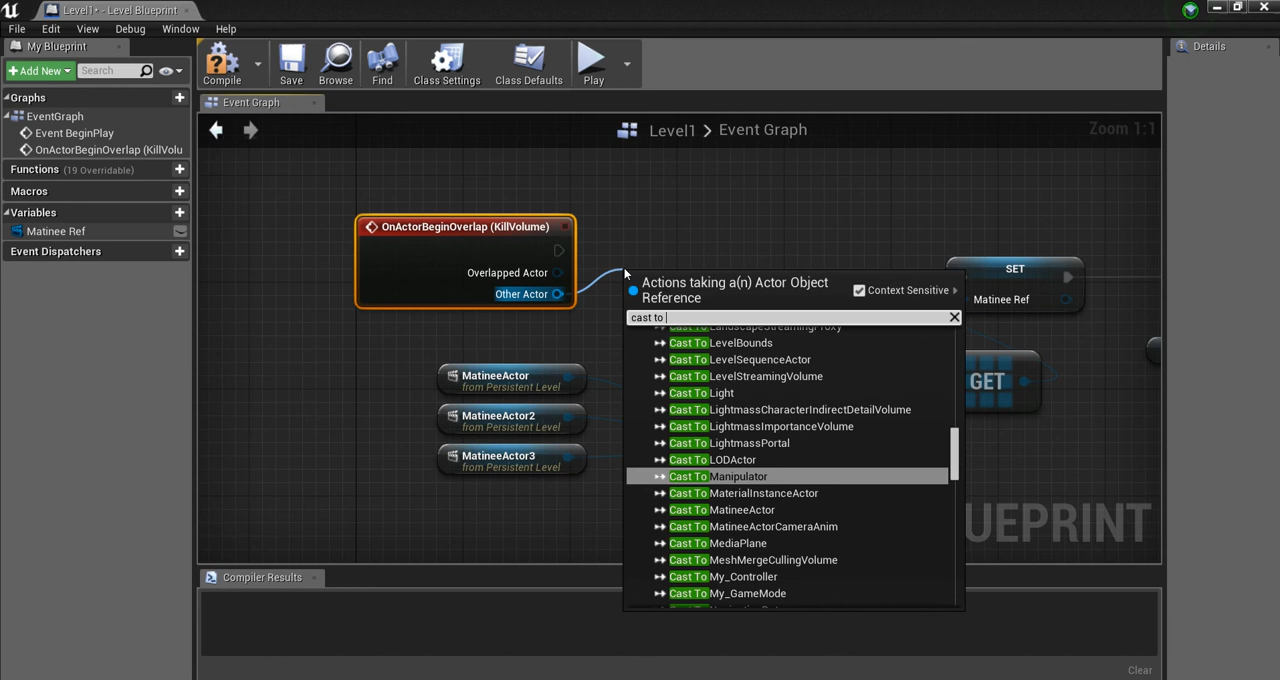 Level1* - Level Blueprint
File Edit View Debug Window Help
My Blueprint
Details
Add New
Search
Compile
Save
Browse
Find
Class Settings
Class Defaults
Play
Graphs
EventGraph
Event BeginPlay
OnActorBeginOverlap (KillVolu
Functions (19 Overridable)
Macros
Variables
Matinee Ref
Event Dispatchers
Event Graph
Level1 > Event Graph
Zoom 1:1
OnActorBeginOverlap (KillVolume)
Overlapped Actor
Other Actor
MatineeActor
from Persistent Level
MatineeActor2
from Persistent Level
MatineeActor3
from Persistent Level
Actions taking a(n) Actor Object
Reference
Context Sensitive
cast to
Cast To LandscapeStreamingProxy
Cast To LevelBounds
Cast To LevelSequenceActor
Cast To LevelStreamingVolume
Cast To Light
Cast To LightmassCharacterIndirectDetailVolume
Cast To LightmassImportanceVolume
Cast To LightmassPortal
Cast To LODActor
Cast To Manipulator
Cast To MaterialInstanceActor
Cast To MatineeActor
Cast To MatineeActorCameraAnim
Cast To MediaPlane
Cast To MeshMergeCullingVolume
Cast To My_Controller
Cast To My_GameMode
SET
Matinee Ref
GET
UEPRINT
Compiler Results
Clear